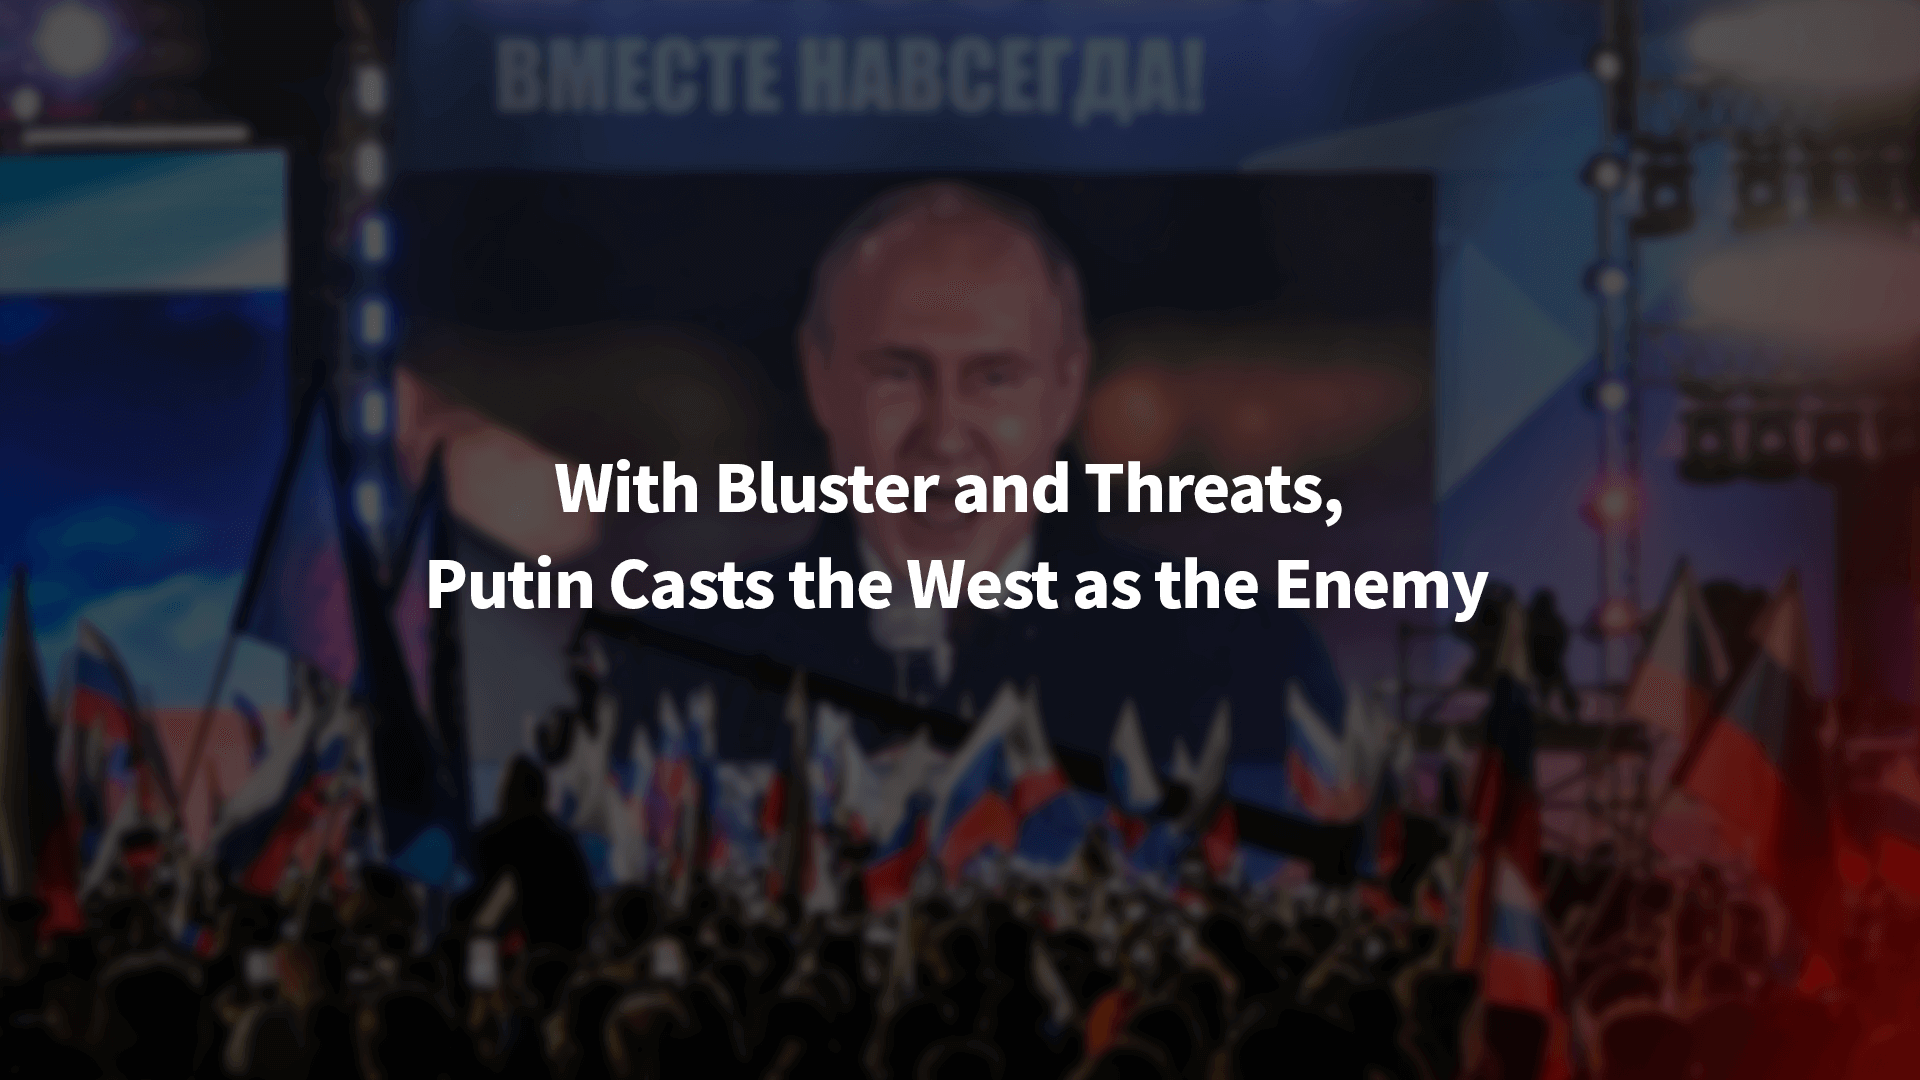 ВМЕСТЕ НАВСЕГДА!
With Bluster and Threats,
Putin Casts the West as the Enemy